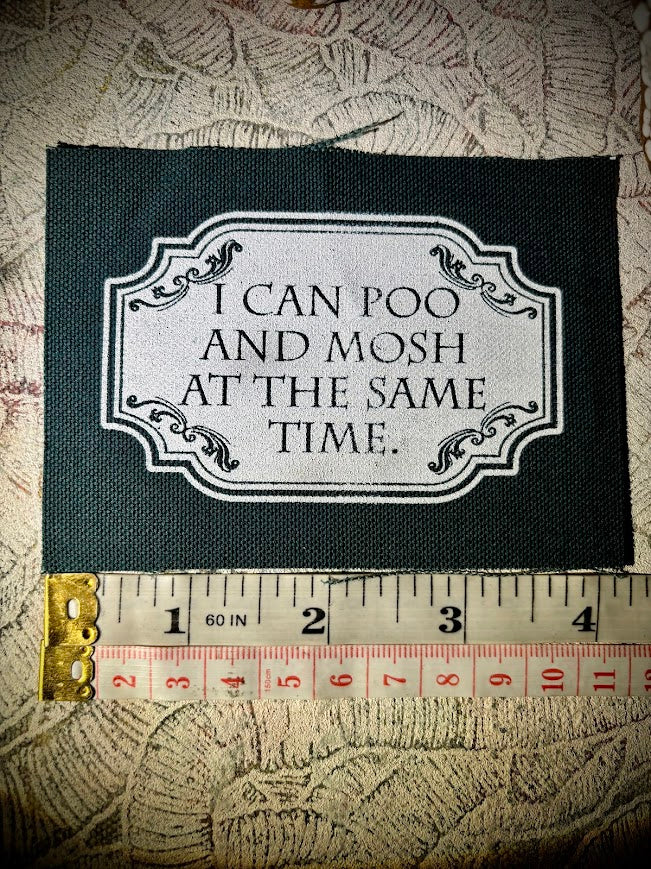 I CAN POO
AND MOSH
AT THE SAME
TIME.
1 60 IN 2 3 4
2 3 4 150cm 5 6 7 8 9 10 11